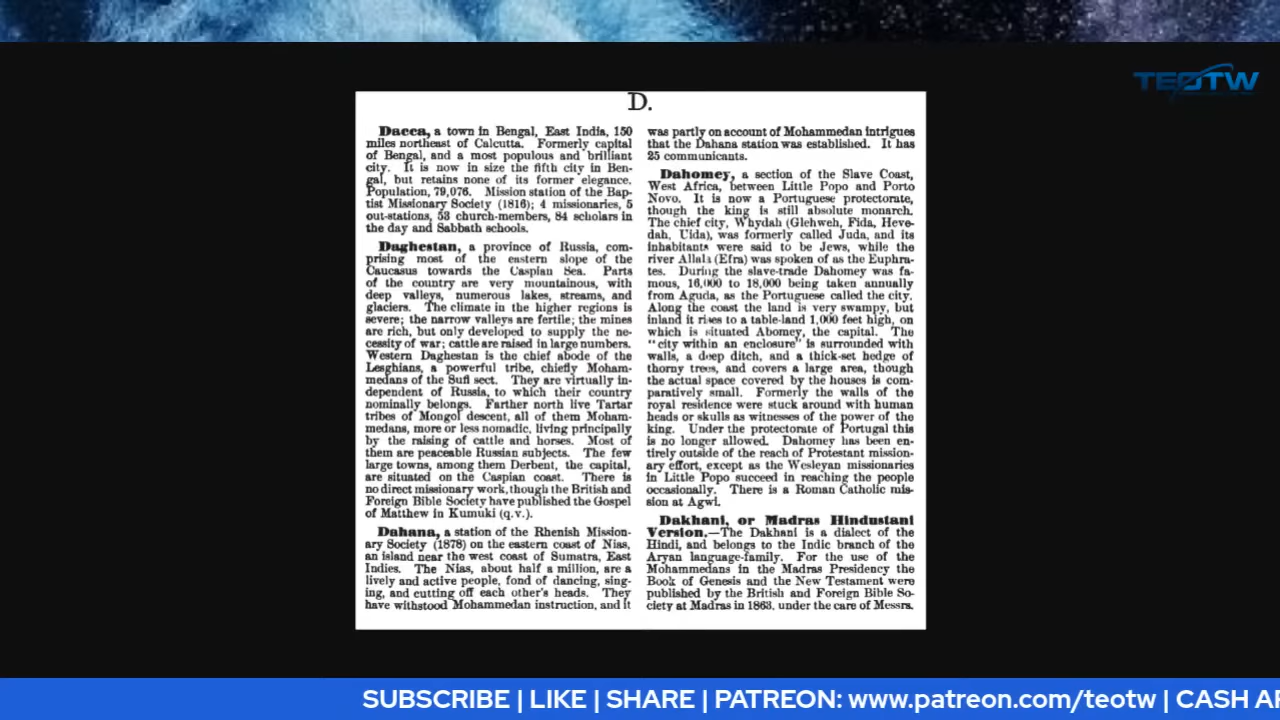 TEOTW
D.
Dacca, a town in Bengal, East India, 150
miles northeast of Calcutta. Formerly capital
of Bengal, and a most populous and brilliant
city. It is now in size the fifth city in Ben-
gal, but retains none of its former elegance.
Population, 79,076. Mission station of the Bap-
tist Missionary Society (1816); 4 missionaries, 5
out-stations, 53 church-members, 84 scholars in
the day and Sabbath schools.
Daghestan, a province of Russia, com-
prising most of the eastern slope of the
Caucasus towards the Caspian Sea. Parts
of the country are very mountainous, with
deep valleys, numerous lakes, streams, and
glaciers. The climate in the higher regions is
severe; the narrow valleys are fertile; the mines
are rich, but only developed to supply the ne-
cessity of war; cattle are raised in large numbers.
Western Daghestan is the chief abode of the
Lesghians, a powerful tribe, chiefly Moham-
medans of the Sufi sect. They are virtually in-
dependent of Russia, to which their country
nominally belongs. Farther north live Tartar
tribes of Mongol descent, all of them Moham-
medans, more or less nomadic, living principally
by the raising of cattle and horses. Most of
them are peaceable Russian subjects. The few
large towns, among them Derbent, the capital,
are situated on the Caspian coast. There is
no direct missionary work, though the British and
Foreign Bible Society have published the Gospel
of Matthew in Kumuki (q.v.).
Dahana, a station of the Rhenish Mission-
ary Society (1878) on the eastern coast of Nias,
an island near the west coast of Sumatra, East
Indies. The Nias, about half a million, are a
lively and active people, fond of dancing, sing-
ing, and cutting off each other's heads. They
have withstood Mohammedan instruction, and it
was partly on account of Mohammedan intrigues
that the Dahana station was established. It has
25 communicants.
Dahomey, a section of the Slave Coast,
West Africa, between Little Popo and Porto
Novo. It is now a Portuguese protectorate,
though the king is still absolute monarch.
The chief city, Whydah (Glehweh, Fida, Heve-
dah, Uida), was formerly called Juda, and its
inhabitants were said to be Jews, while the
river Allala (Efra) was spoken of as the Euphra-
tes. During the slave-trade Dahomey was fa-
mous, 16,000 to 18,000 being taken annually
from Aguda, as the Portuguese called the city.
Along the coast the land is very swampy, but
inland it rises to a table-land 1,000 feet high, on
which is situated Abomey, the capital. The
"city within an enclosure" is surrounded with
walls, a deep ditch, and a thick-set hedge of
thorny trees, and covers a large area, though
the actual space covered by the houses is com-
paratively small. Formerly the walls of the
royal residence were stuck around with human
heads or skulls as witnesses of the power of the
king. Under the protectorate of Portugal this
is no longer allowed. Dahomey has been en-
tirely outside of the reach of Protestant mission-
ary effort, except as the Wesleyan missionaries
in Little Popo succeed in reaching the people
occasionally. There is a Roman Catholic mis-
sion at Agwi.
Dakhani, or Madras Hindustani
Version.—The Dakhani is a dialect of the
Hindi, and belongs to the Indic branch of the
Aryan language-family. For the use of the
Mohammedans in the Madras Presidency the
Book of Genesis and the New Testament were
published by the British and Foreign Bible So-
ciety at Madras in 1863, under the care of Messrs.
SUBSCRIBE | LIKE | SHARE | PATREON: www.patreon.com/teotw | CASH AP